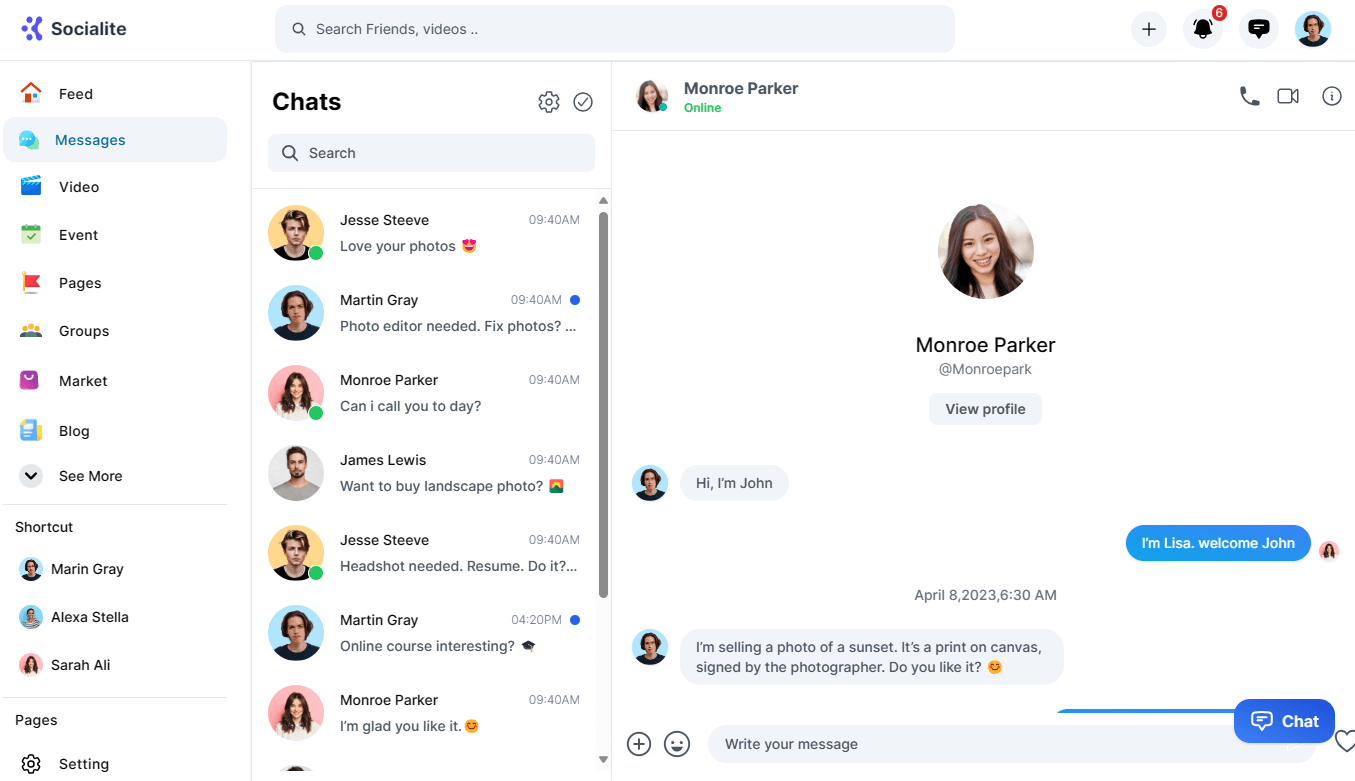 Socialite
Search Friends, videos ..
6
Feed
Messages
Video
Event
Pages
Groups
Market
Blog
See More
Shortcut
Marin Gray
Alexa Stella
Sarah Ali
Pages
Setting
Chats
Search
Jesse Steeve 09:40AM
Love your photos 😍
Martin Gray 09:40AM
Photo editor needed. Fix photos? ...
Monroe Parker 09:40AM
Can i call you to day?
James Lewis 09:40AM
Want to buy landscape photo? 🌄
Jesse Steeve 09:40AM
Headshot needed. Resume. Do it?...
Martin Gray 04:20PM
Online course interesting? 🎓
Monroe Parker 09:40AM
I'm glad you like it.😊
Monroe Parker
Online
Monroe Parker
@Monroepark
View profile
Hi, I'm John
I'm Lisa. welcome John
April 8,2023,6:30 AM
I'm selling a photo of a sunset. It's a print on canvas,
signed by the photographer. Do you like it? 😊
Chat
Write your message